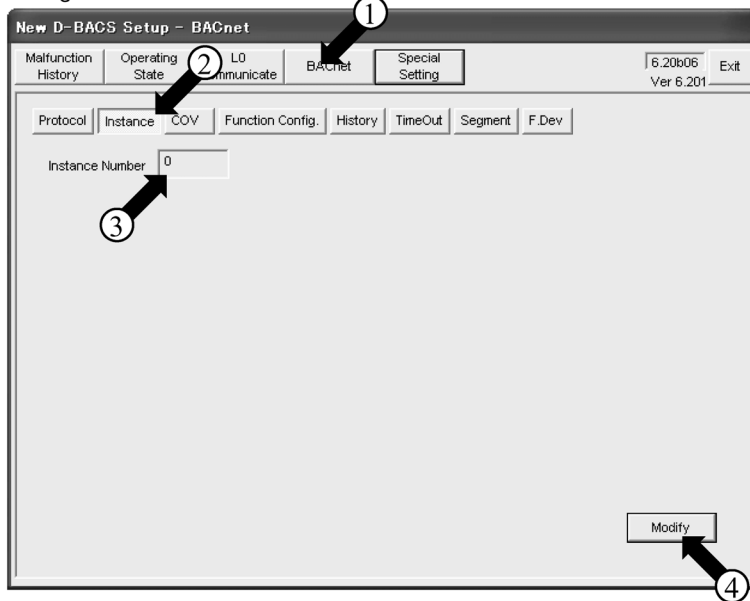 ①
New D-BACS Setup - BACnet
Malfunction
History
Operating
State
②
L0
mmunicate
BACnet
Special
Setting
6.20b06
Ver 6.201
Exit
Protocol Instance COV Function Config. History TimeOut Segment F.Dev
Instance Number 0
③
Modify
④